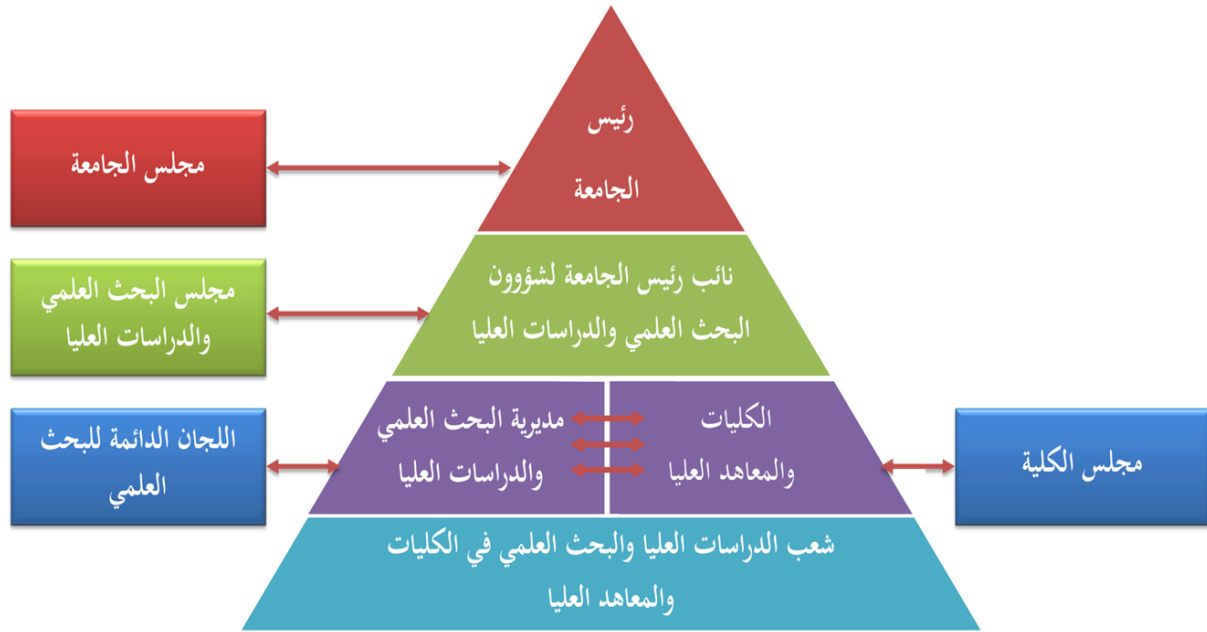 رئيس
الجامعة
مجلس الجامعة
نائب رئيس الجامعة لشؤوون
البحث العلمي والدراسات العليا
مجلس البحث العلمي
والدراسات العليا
الكليات
والمعاهد العليا
مديرية البحث العلمي
والدراسات العليا
مجلس الكلية
اللجان الدائمة للبحث
العلمي
شعب الدراسات العليا والبحث العلمي في الكليات
والمعاهد العليا